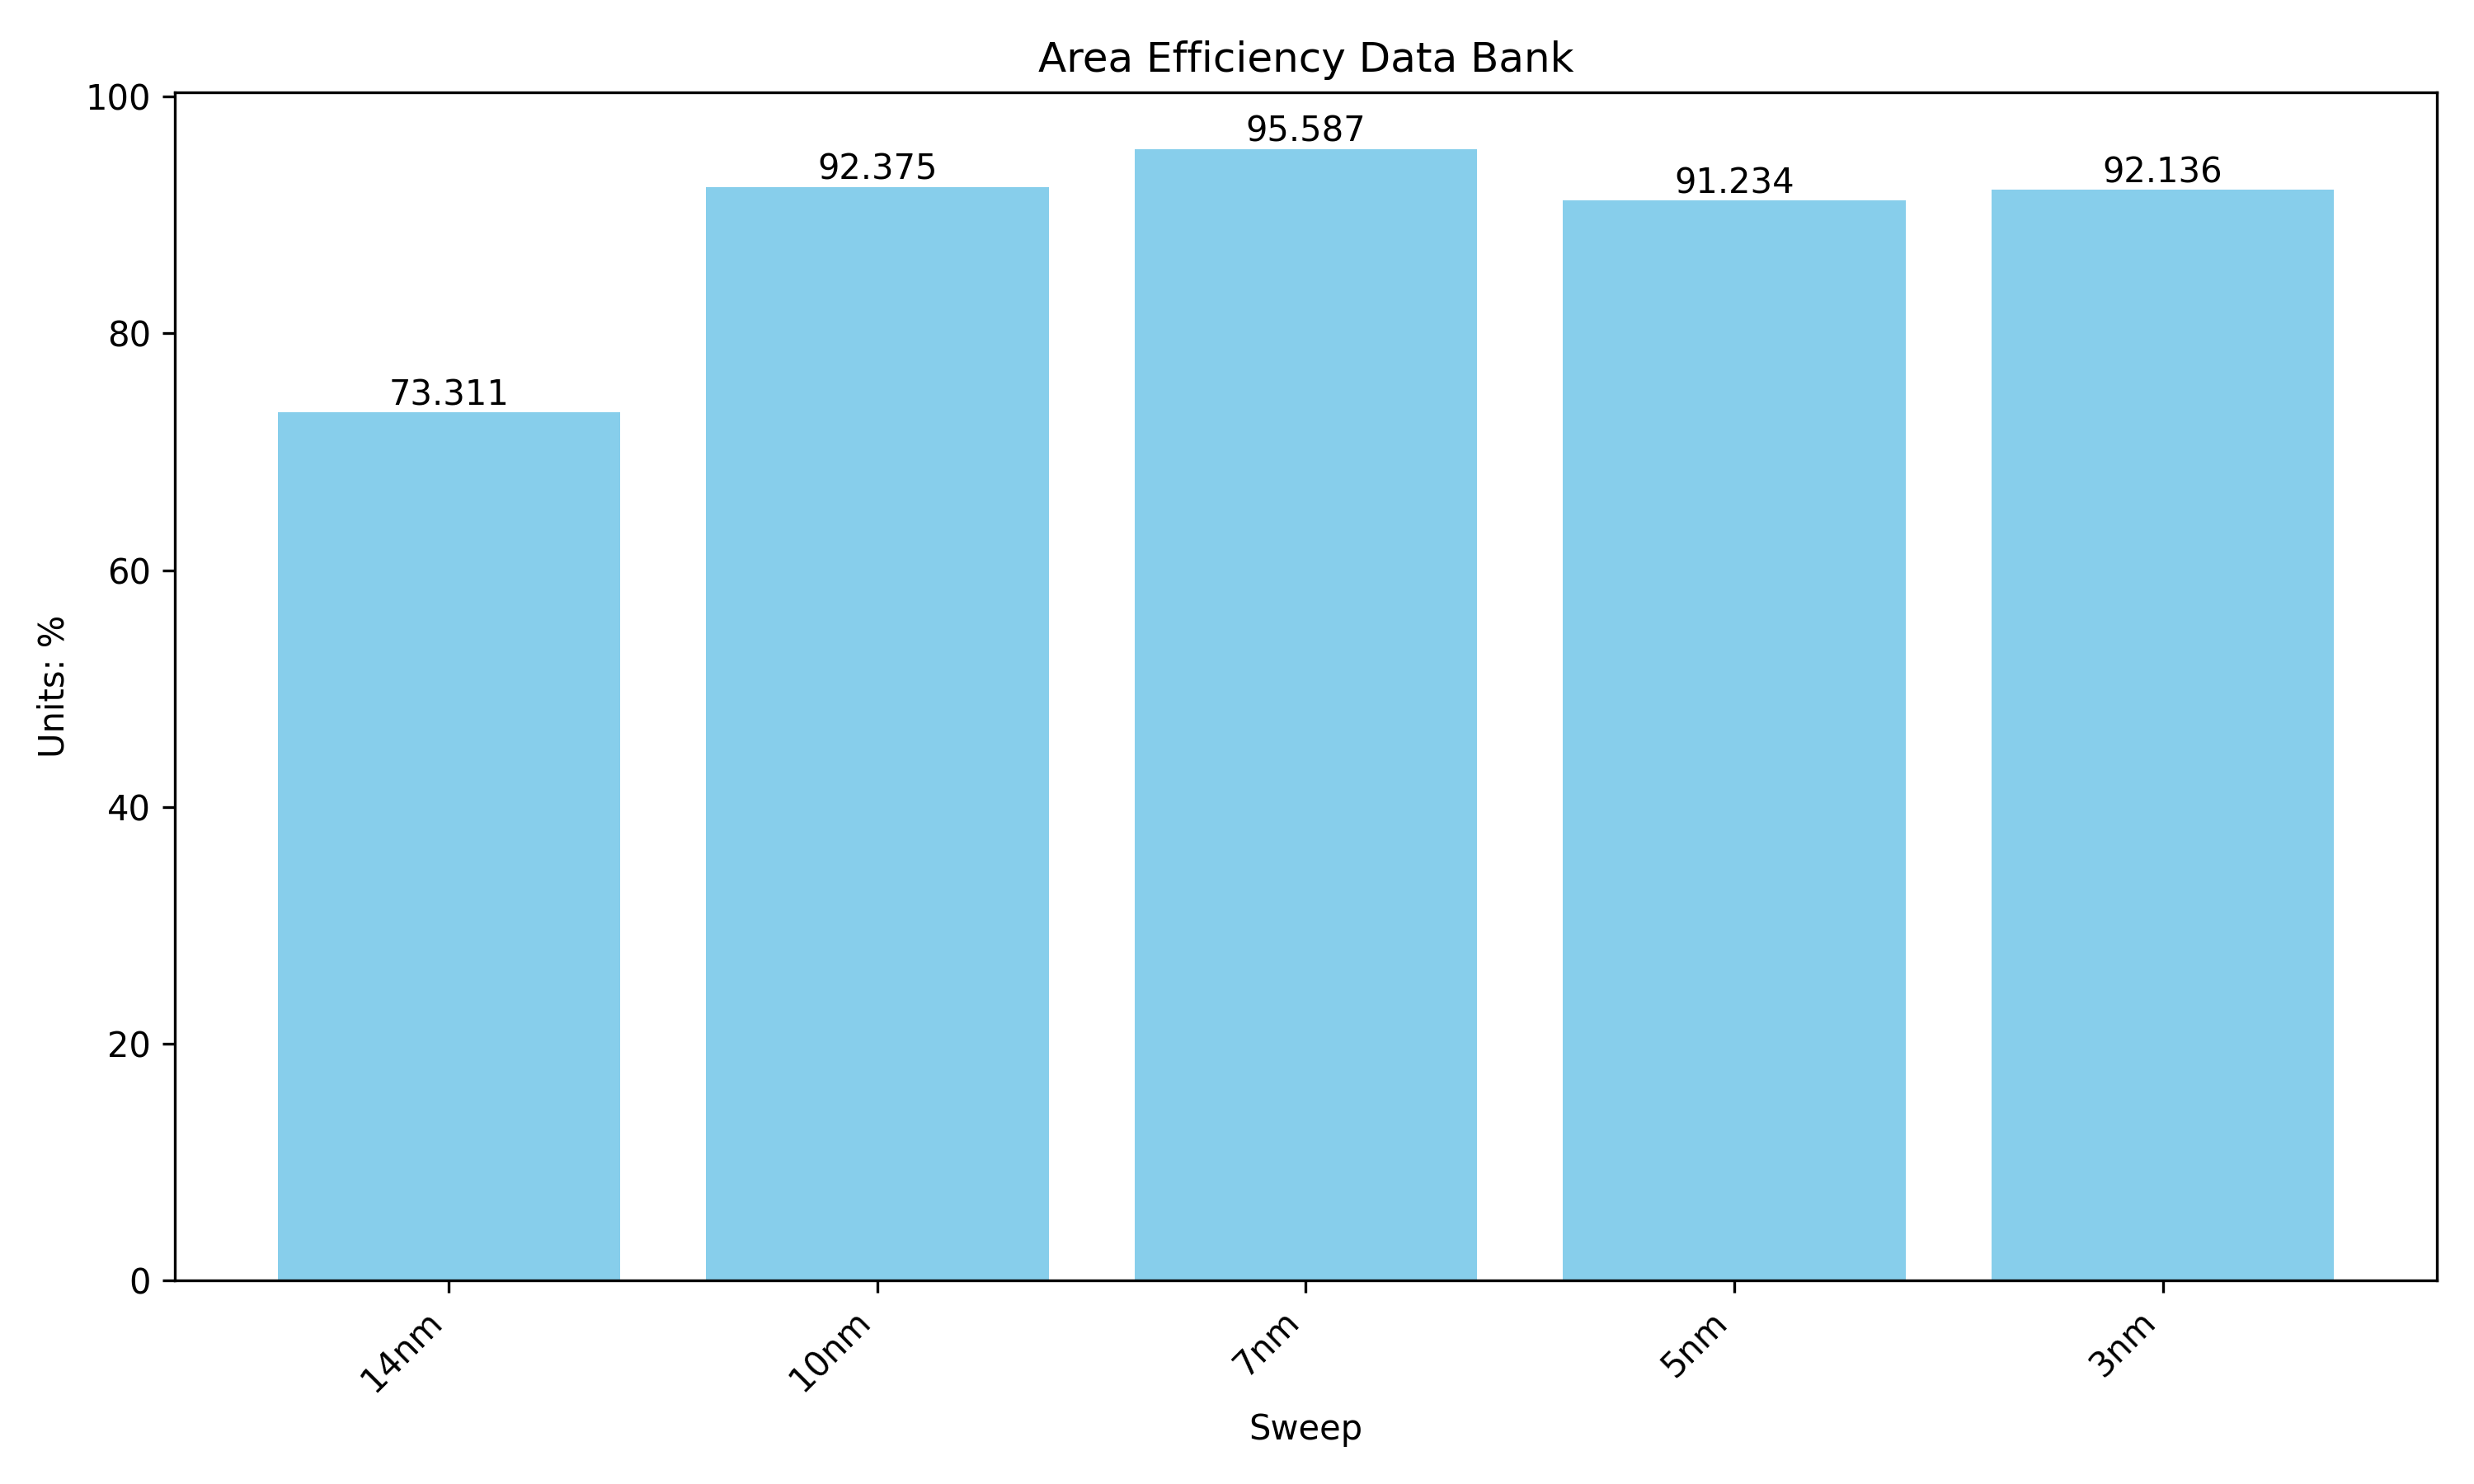 Area Efficiency Data Bank
100
80
60
40
20
0
Units: %
73.311
92.375
95.587
91.234
92.136
14nm
10nm
7nm
5nm
3nm
Sweep